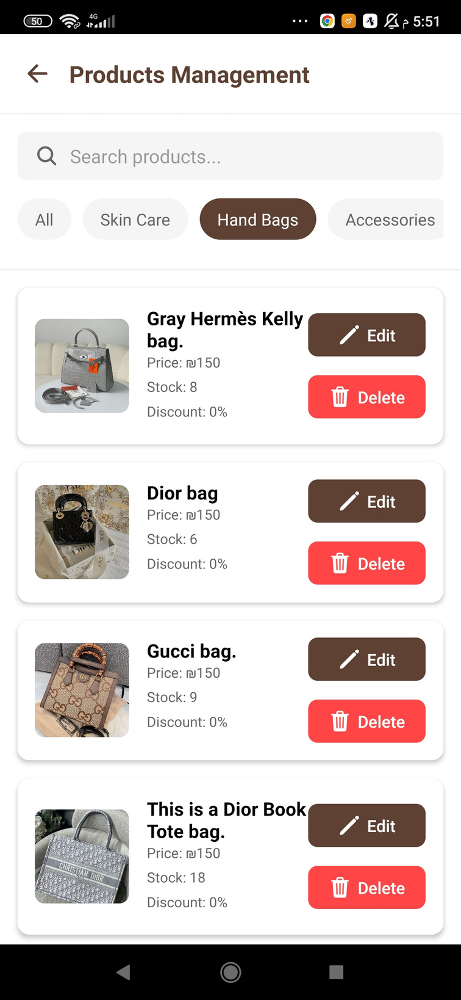 50
4G
م 5:51
Products Management
Search products...
All
Skin Care
Hand Bags
Accessories
Gray Hermès Kelly
bag.
Price: ₪150
Stock: 8
Discount: 0%
Edit
Delete
Dior bag
Price: ₪150
Stock: 6
Discount: 0%
Edit
Delete
Gucci bag.
Price: ₪150
Stock: 9
Discount: 0%
Edit
Delete
This is a Dior Book
Tote bag.
CHRISTIAN DIOR
Price: ₪150
Stock: 18
Discount: 0%
Edit
Delete